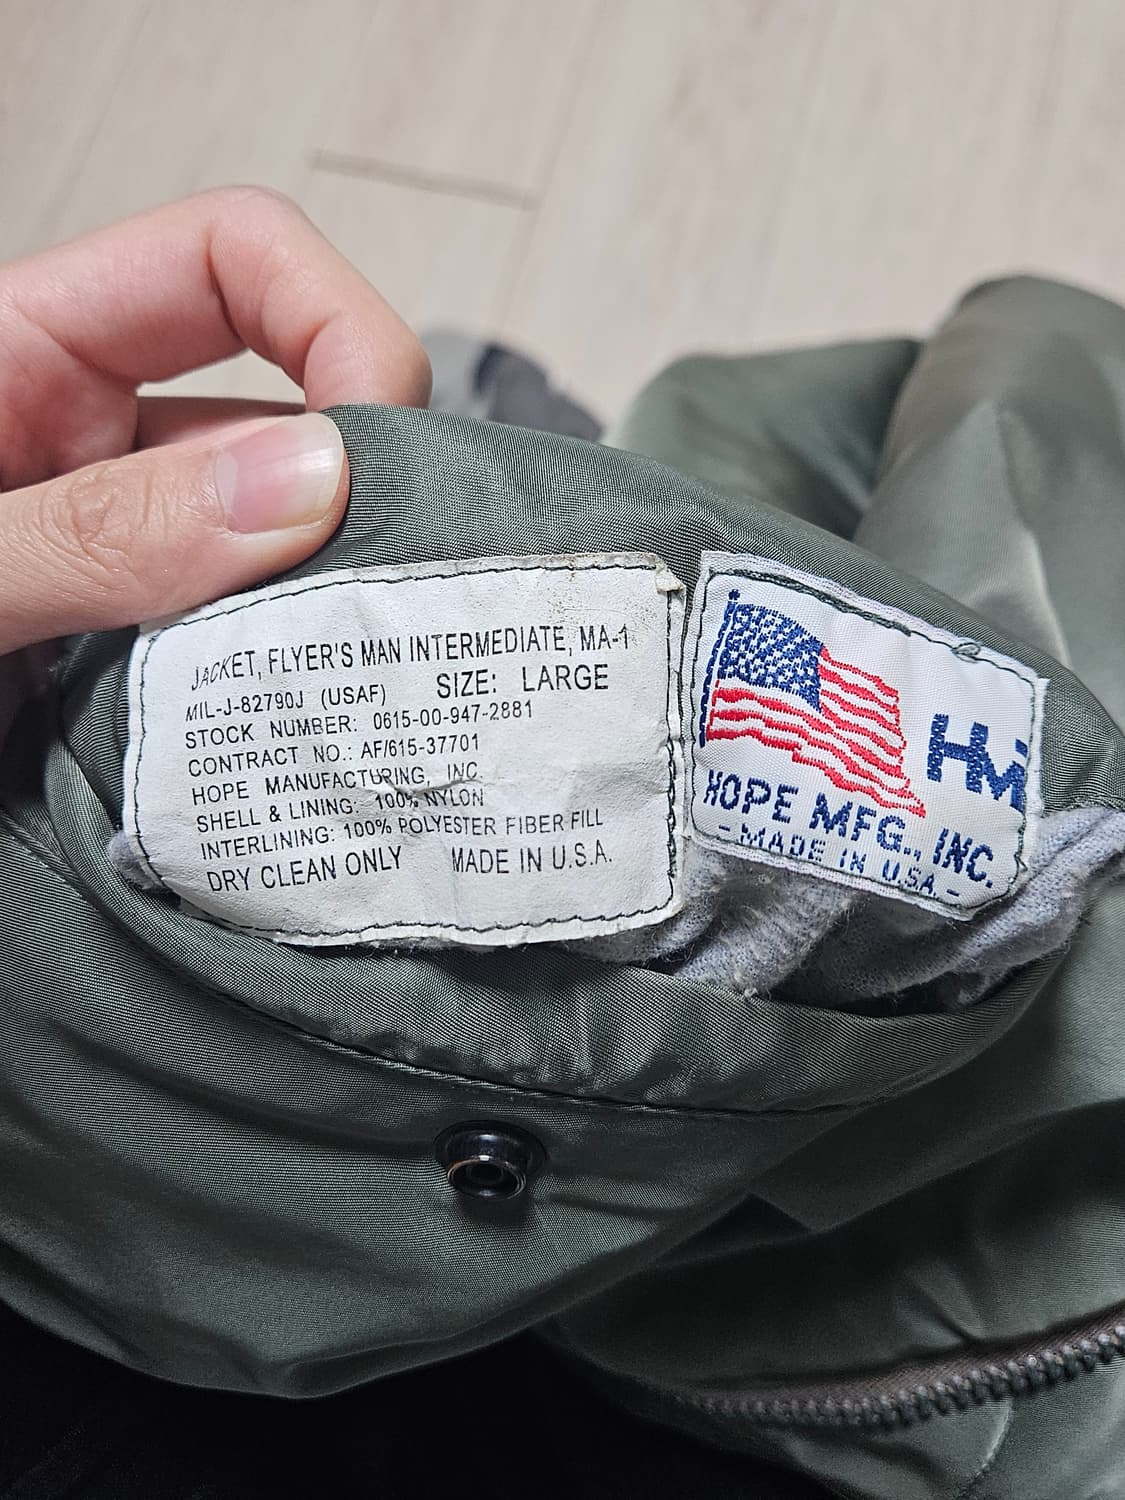 JACKET, FLYER'S MAN INTERMEDIATE, MA-1
MIL-J-82790J (USAF) SIZE: LARGE
STOCK NUMBER: 0615-00-947-2881
CONTRACT NO.: AF/615-37701
HOPE MANUFACTURING, INC.
SHELL & LINING: 100% NYLON
INTERLINING: 100% POLYESTER FIBER FILL
DRY CLEAN ONLY MADE IN U.S.A.
HMi
HOPE MFG., INC.
-MADE IN U.S.A.-